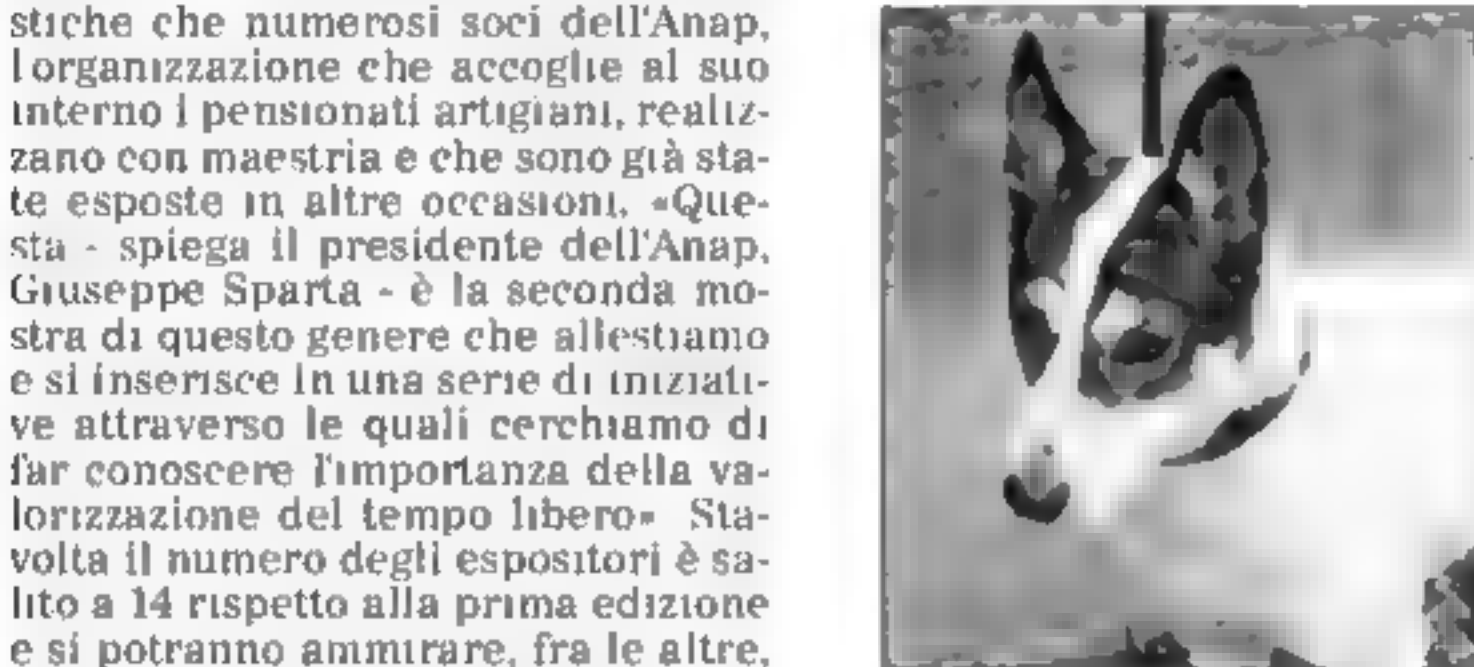 stiche che numerosi soci dell'Anap,
l'organizzazione che accoglie al suo
interno i pensionati artigiani, realiz-
zano con maestria e che sono già sta-
te esposte in altre occasioni. «Que-
sta - spiega il presidente dell'Anap,
Giuseppe Sparta - è la seconda mo-
stra di questo genere che allestiamo
e si inserisce in una serie di iniziati-
ve attraverso le quali cerchiamo di
far conoscere l'importanza della va-
lorizzazione del tempo libero» Sta-
volta il numero degli espositori è sa-
lito a 14 rispetto alla prima edizione
e si potranno ammirare, fra le altre,